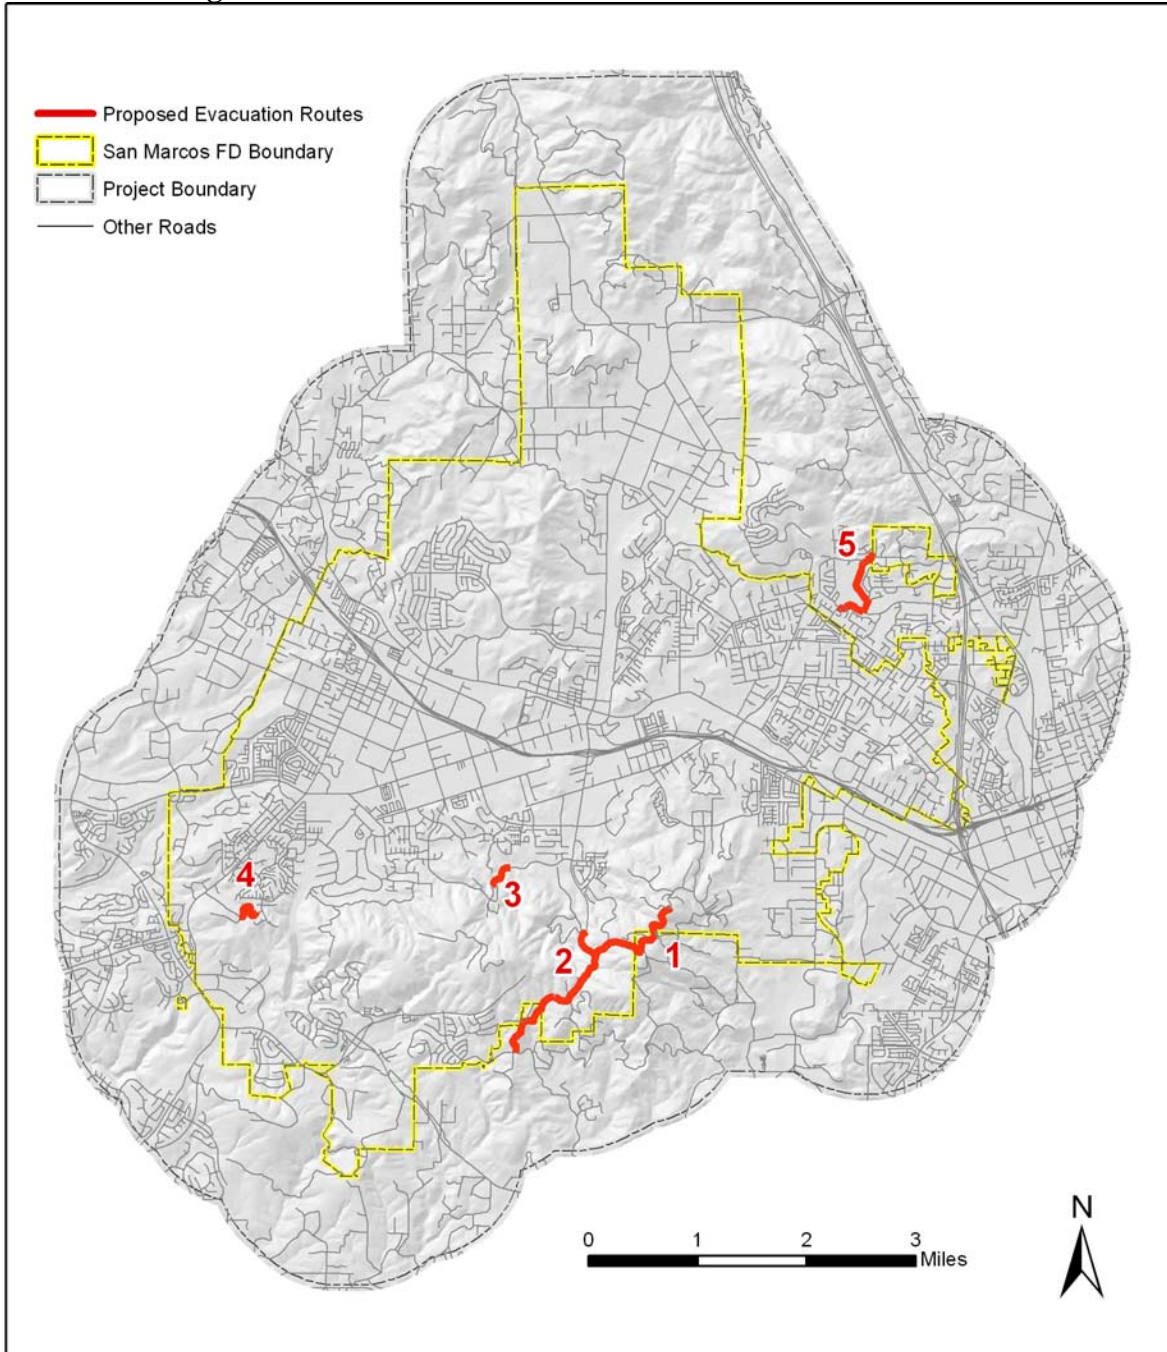 Proposed Evacuation Routes
San Marcos FD Boundary
Project Boundary
Other Roads
5
4
3
2
1
N
0 1 2 3
Miles